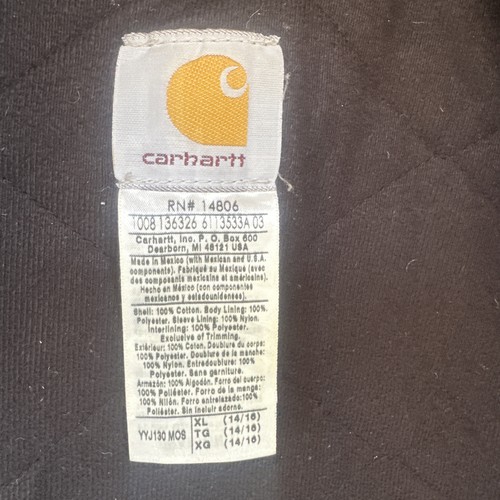 carhartt
RN# 14806
1008136326 6113533A 03
Carhartt, Inc. P. O. Box 600
Dearborn, MI 48121 USA
Made in Mexico (with Mexican and U.S.A.
components). Fabriqué au Mexique (avec
des composants mexicains et américains).
Hecho en México (con componentes
mexicanos y estadounidenses).
Shell: 100% Cotton. Body Lining: 100%
Polyester. Sleeve Lining: 100% Nylon.
Interlining: 100% Polyester.
Exclusive of Trimming.
Extérieur: 100% Coton. Doublure du corps:
100% Polyester. Doublure de la manche:
100% Nylon. Entredoublure: 100%
Polyester. Sans garniture.
Armazón: 100% Algodón. Forro del cuerpo:
100% Poliéster. Forro de la manga:
100% Nilón. Forro entrelazado: 100%
Poliéster. Sin incluir adorno.
YYJ130 MOS
XL (14/16)
TG (14/16)
XG (14/16)